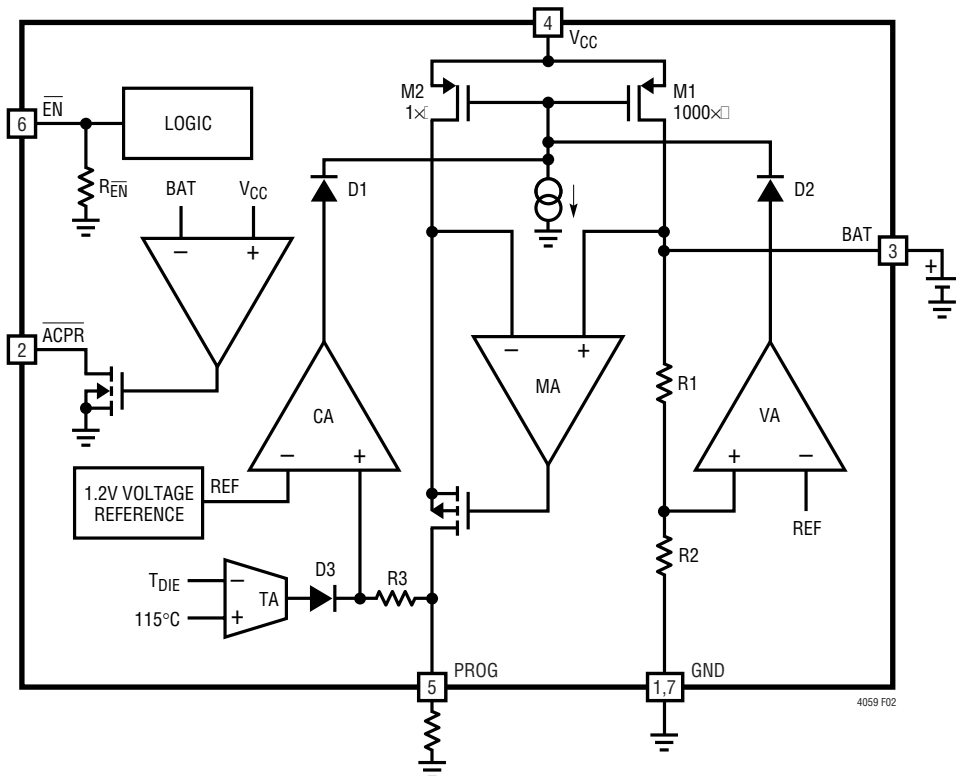 4
VCC
M2
1×
M1
1000×
6
EN
LOGIC
REN
BAT
VCC
D1
D2
BAT
3
+
−
+
ACPR
2
−
+
MA
R1
CA
VA
−
+
+
−
1.2V VOLTAGE
REFERENCE
REF
REF
R2
TDIE
−
TA
D3
R3
115°C
+
PROG
5
GND
1,7
4059 F02